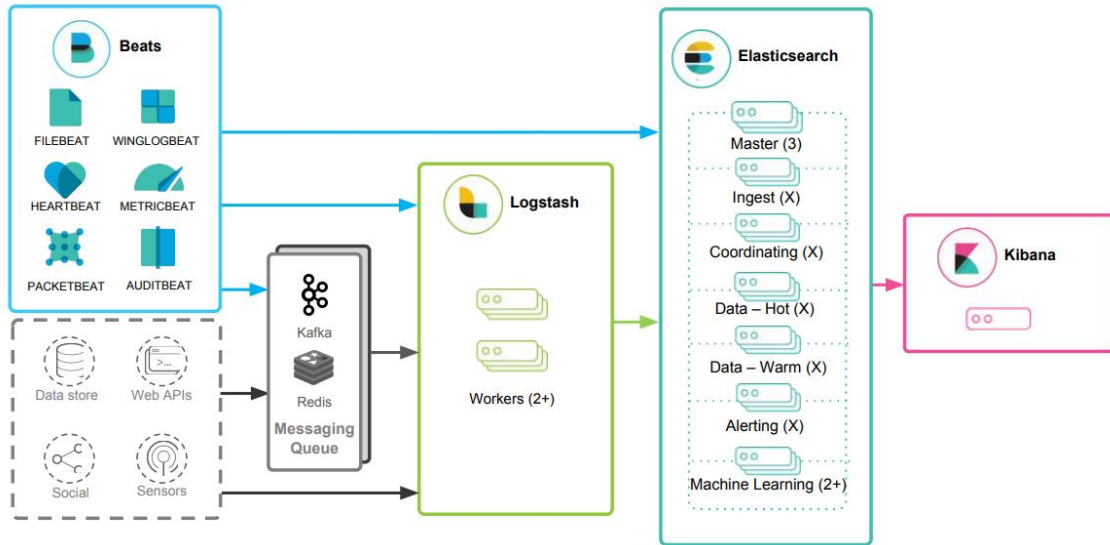 Beats
FILEBEAT
WINGLOGBEAT
HEARTBEAT
METRICBEAT
PACKETBEAT
AUDITBEAT
Data store
Web APIs
Social
Sensors
Kafka
Redis
Messaging
Queue
Logstash
Workers (2+)
Elasticsearch
Master (3)
Ingest (X)
Coordinating (X)
Data – Hot (X)
Data – Warm (X)
Alerting (X)
Machine Learning (2+)
Kibana